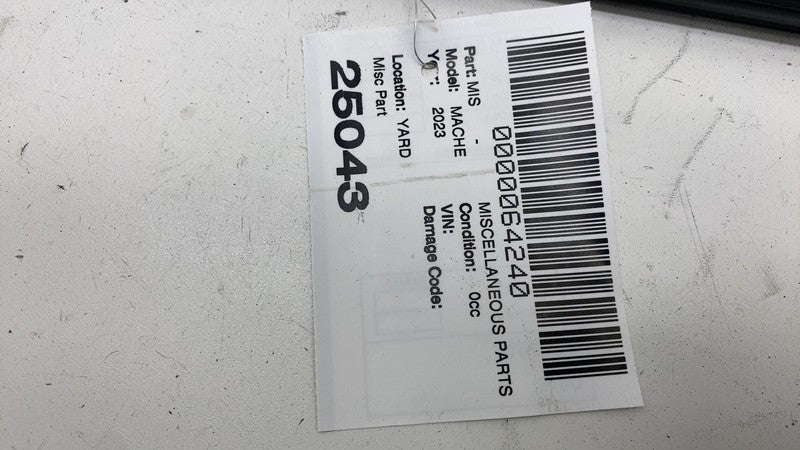 0000064240
Part: MIS - MISCELLANEOUS PARTS
Model: MACHE Condition: 0cc
Year: 2023 VIN:
Damage Code:
Location: YARD
Misc Part
25043